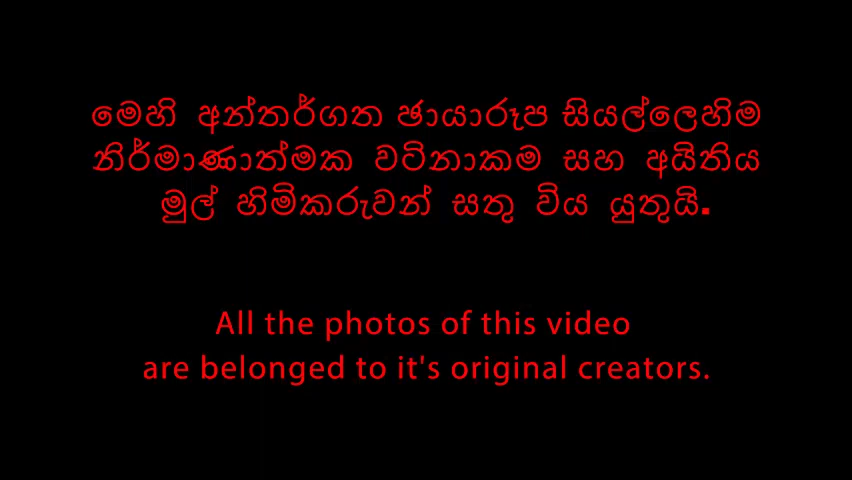 මෙහි අන්තර්ගත ඡායාරූප සියල්ලෙහිම
නිර්මාණාත්මක වටිනාකම සහ අයිතිය
මුල් හිමිකරුවන් සතු විය යුතුයි.
All the photos of this video
are belonged to it's original creators.